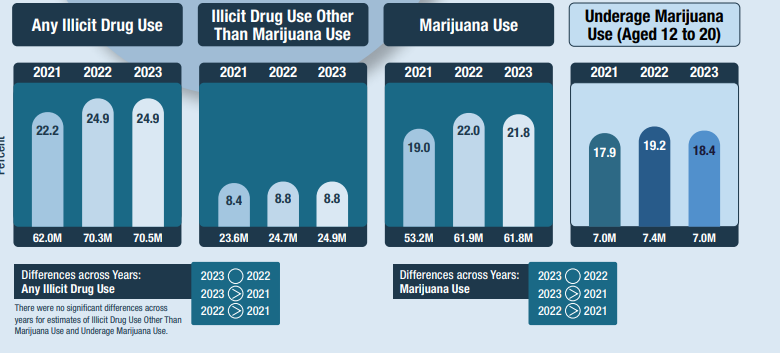 Any Illicit Drug Use
Illicit Drug Use Other
Than Marijuana Use
Marijuana Use
Underage Marijuana
Use (Aged 12 to 20)
Percent
2021 2022 2023
22.2 24.9 24.9
62.0M 70.3M 70.5M
2021 2022 2023
8.4 8.8 8.8
23.6M 24.7M 24.9M
2021 2022 2023
19.0 22.0 21.8
53.2M 61.9M 61.8M
2021 2022 2023
17.9 19.2 18.4
7.0M 7.4M 7.0M
Differences across Years:
Any Illicit Drug Use
2023 2022
2023 > 2021
2022 > 2021
There were no significant differences across
years for estimates of Illicit Drug Use Other Than
Marijuana Use and Underage Marijuana Use.
Differences across Years:
Marijuana Use
2023 2022
2023 > 2021
2022 > 2021